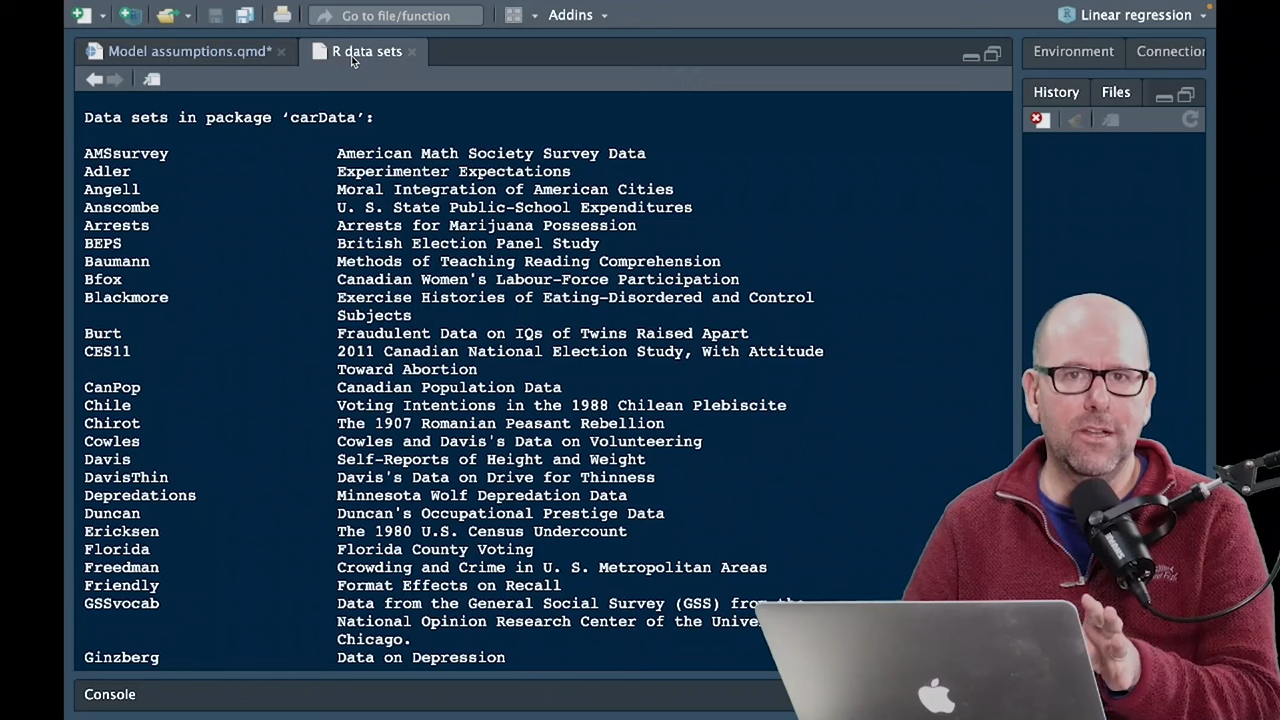 Go to file/function
Addins
Linear regression
Model assumptions.qmd*
R data sets
Environment
Connection
History
Files
Data sets in package ‘carData’:
AMSsurvey American Math Society Survey Data
Adler Experimenter Expectations
Angell Moral Integration of American Cities
Anscombe U. S. State Public-School Expenditures
Arrests Arrests for Marijuana Possession
BEPS British Election Panel Study
Baumann Methods of Teaching Reading Comprehension
Bfox Canadian Women's Labour-Force Participation
Blackmore Exercise Histories of Eating-Disordered and Control
Subjects
Burt Fraudulent Data on IQs of Twins Raised Apart
CES11 2011 Canadian National Election Study, With Attitude
Toward Abortion
CanPop Canadian Population Data
Chile Voting Intentions in the 1988 Chilean Plebiscite
Chirot The 1907 Romanian Peasant Rebellion
Cowles Cowles and Davis's Data on Volunteering
Davis Self-Reports of Height and Weight
DavisThin Davis's Data on Drive for Thinness
Depredations Minnesota Wolf Depredation Data
Duncan Duncan's Occupational Prestige Data
Ericksen The 1980 U.S. Census Undercount
Florida Florida County Voting
Freedman Crowding and Crime in U. S. Metropolitan Areas
Friendly Format Effects on Recall
GSSvocab Data from the General Social Survey (GSS) from the
National Opinion Research Center of the
Chicago.
Ginzberg Data on Depression
Console